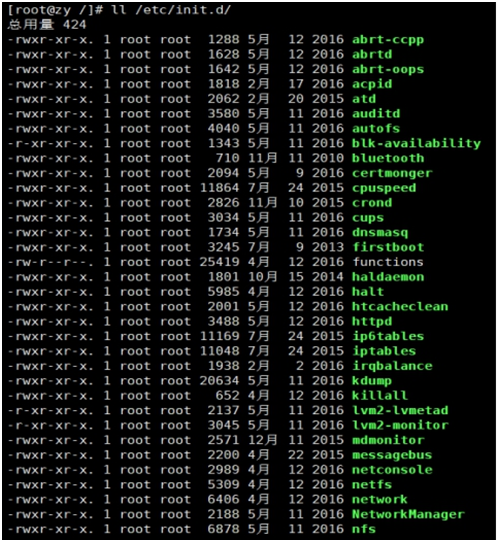 [root@zy /]# ll /etc/init.d/
总用量 424
-rwxr-xr-x. 1 root root  1288 5月  12 2016 abrt-ccpp
-rwxr-xr-x. 1 root root  1628 5月  12 2016 abrtd
-rwxr-xr-x. 1 root root  1642 5月  12 2016 abrt-oops
-rwxr-xr-x. 1 root root  1818 2月  17 2016 acpid
-rwxr-xr-x. 1 root root  2062 2月  20 2015 atd
-rwxr-xr-x. 1 root root  3580 5月  11 2016 auditd
-rwxr-xr-x. 1 root root  4040 5月  11 2016 autofs
-r-xr-xr-x. 1 root root  1343 5月  11 2016 blk-availability
-rwxr-xr-x. 1 root root   710 11月 11 2010 bluetooth
-rwxr-xr-x. 1 root root  2094 5月   9 2016 certmonger
-rwxr-xr-x. 1 root root 11864 7月  24 2015 cpuspeed
-rwxr-xr-x. 1 root root  2826 11月 10 2015 crond
-rwxr-xr-x. 1 root root  3034 5月  11 2016 cups
-rwxr-xr-x. 1 root root  1734 5月  11 2016 dnsmasq
-rwxr-xr-x. 1 root root  3245 7月   9 2013 firstboot
-rw-r--r--. 1 root root 25419 4月  12 2016 functions
-rwxr-xr-x. 1 root root  1801 10月 15 2014 haldaemon
-rwxr-xr-x. 1 root root  5985 4月  12 2016 halt
-rwxr-xr-x. 1 root root  2001 5月  12 2016 htcacheclean
-rwxr-xr-x. 1 root root  3488 5月  12 2016 httpd
-rwxr-xr-x. 1 root root 11169 7月  24 2015 ip6tables
-rwxr-xr-x. 1 root root 11048 7月  24 2015 iptables
-rwxr-xr-x. 1 root root  1938 2月   2 2016 irqbalance
-rwxr-xr-x. 1 root root 20634 5月  11 2016 kdump
-rwxr-xr-x. 1 root root   652 4月  12 2016 killall
-r-xr-xr-x. 1 root root  2137 5月  11 2016 lvm2-lvmetad
-r-xr-xr-x. 1 root root  3045 5月  11 2016 lvm2-monitor
-rwxr-xr-x. 1 root root  2571 12月 11 2015 mdmonitor
-rwxr-xr-x. 1 root root  2200 4月  22 2015 messagebus
-rwxr-xr-x. 1 root root  2989 4月  12 2016 netconsole
-rwxr-xr-x. 1 root root  5309 4月  12 2016 netfs
-rwxr-xr-x. 1 root root  6406 4月  12 2016 network
-rwxr-xr-x. 1 root root  2188 5月  11 2016 NetworkManager
-rwxr-xr-x. 1 root root  6878 5月  11 2016 nfs